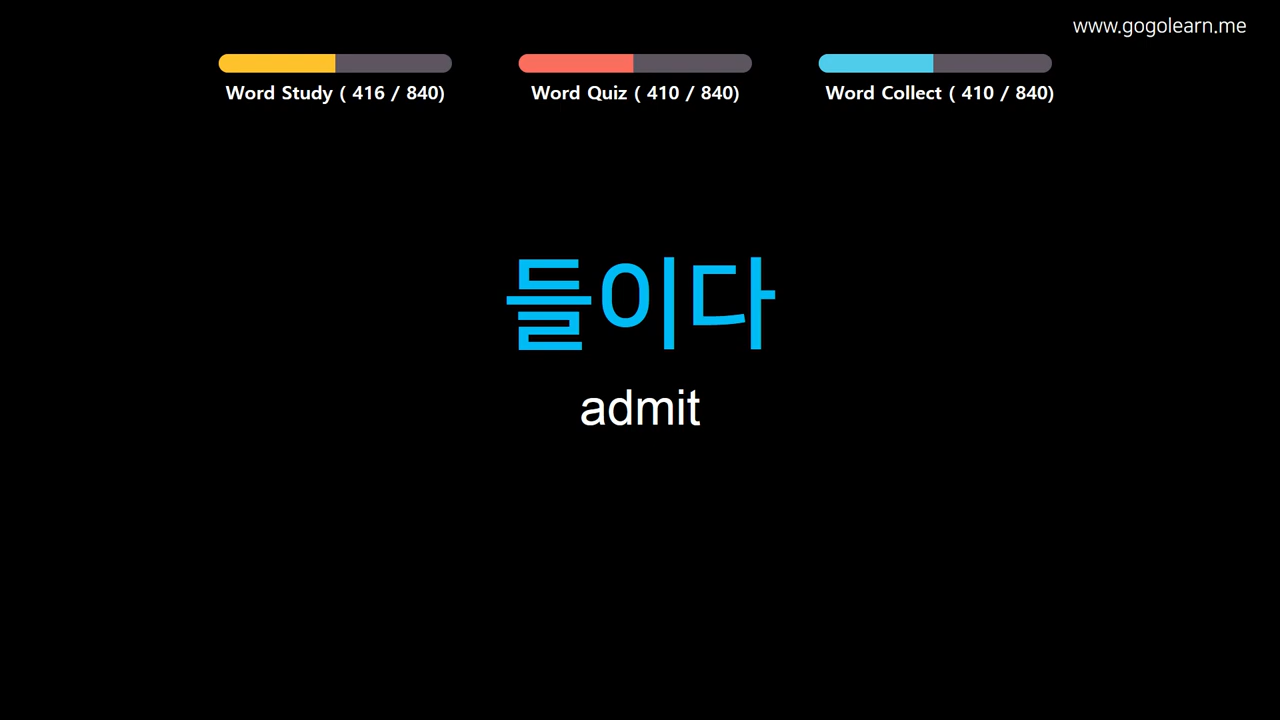 www.gogolearn.me
Word Study ( 416 / 840)
Word Quiz ( 410 / 840)
Word Collect ( 410 / 840)
들이다
admit